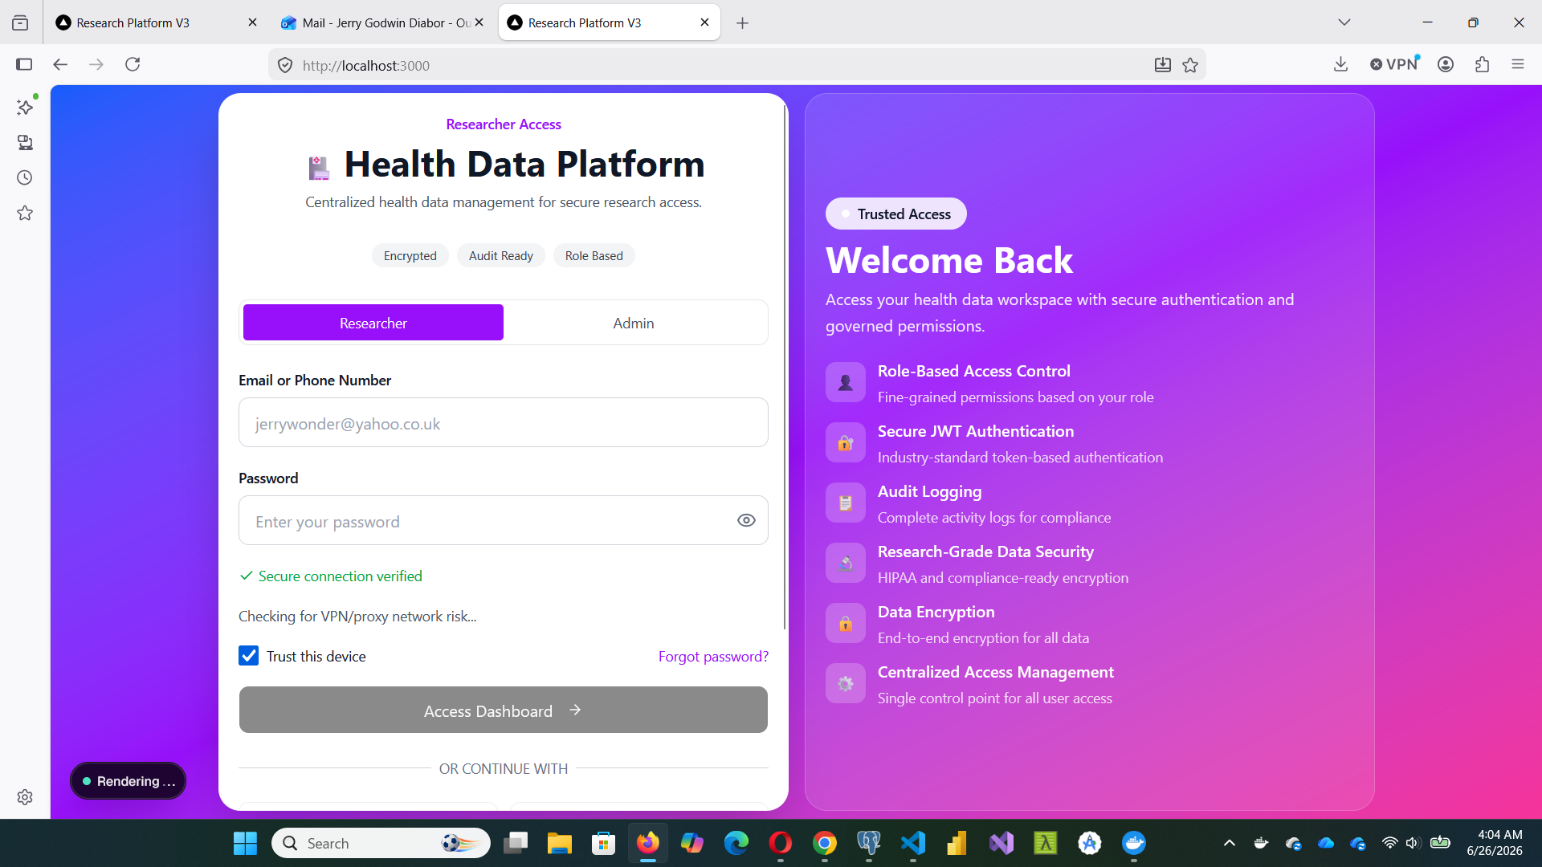 Research Platform V3
Mail - Jerry Godwin Diabor - Ou
Research Platform V3
http://localhost:3000
VPN
Researcher Access
Health Data Platform
Centralized health data management for secure research access.
Encrypted
Audit Ready
Role Based
Researcher
Admin
Email or Phone Number
jerrywonder@yahoo.co.uk
Password
Enter your password
Secure connection verified
Checking for VPN/proxy network risk...
Trust this device
Forgot password?
Access Dashboard
OR CONTINUE WITH
Trusted Access
Welcome Back
Access your health data workspace with secure authentication and
governed permissions.
Role-Based Access Control
Fine-grained permissions based on your role
Secure JWT Authentication
Industry-standard token-based authentication
Audit Logging
Complete activity logs for compliance
Research-Grade Data Security
HIPAA and compliance-ready encryption
Data Encryption
End-to-end encryption for all data
Centralized Access Management
Single control point for all user access
Rendering ...
Search
4:04 AM
6/26/2026